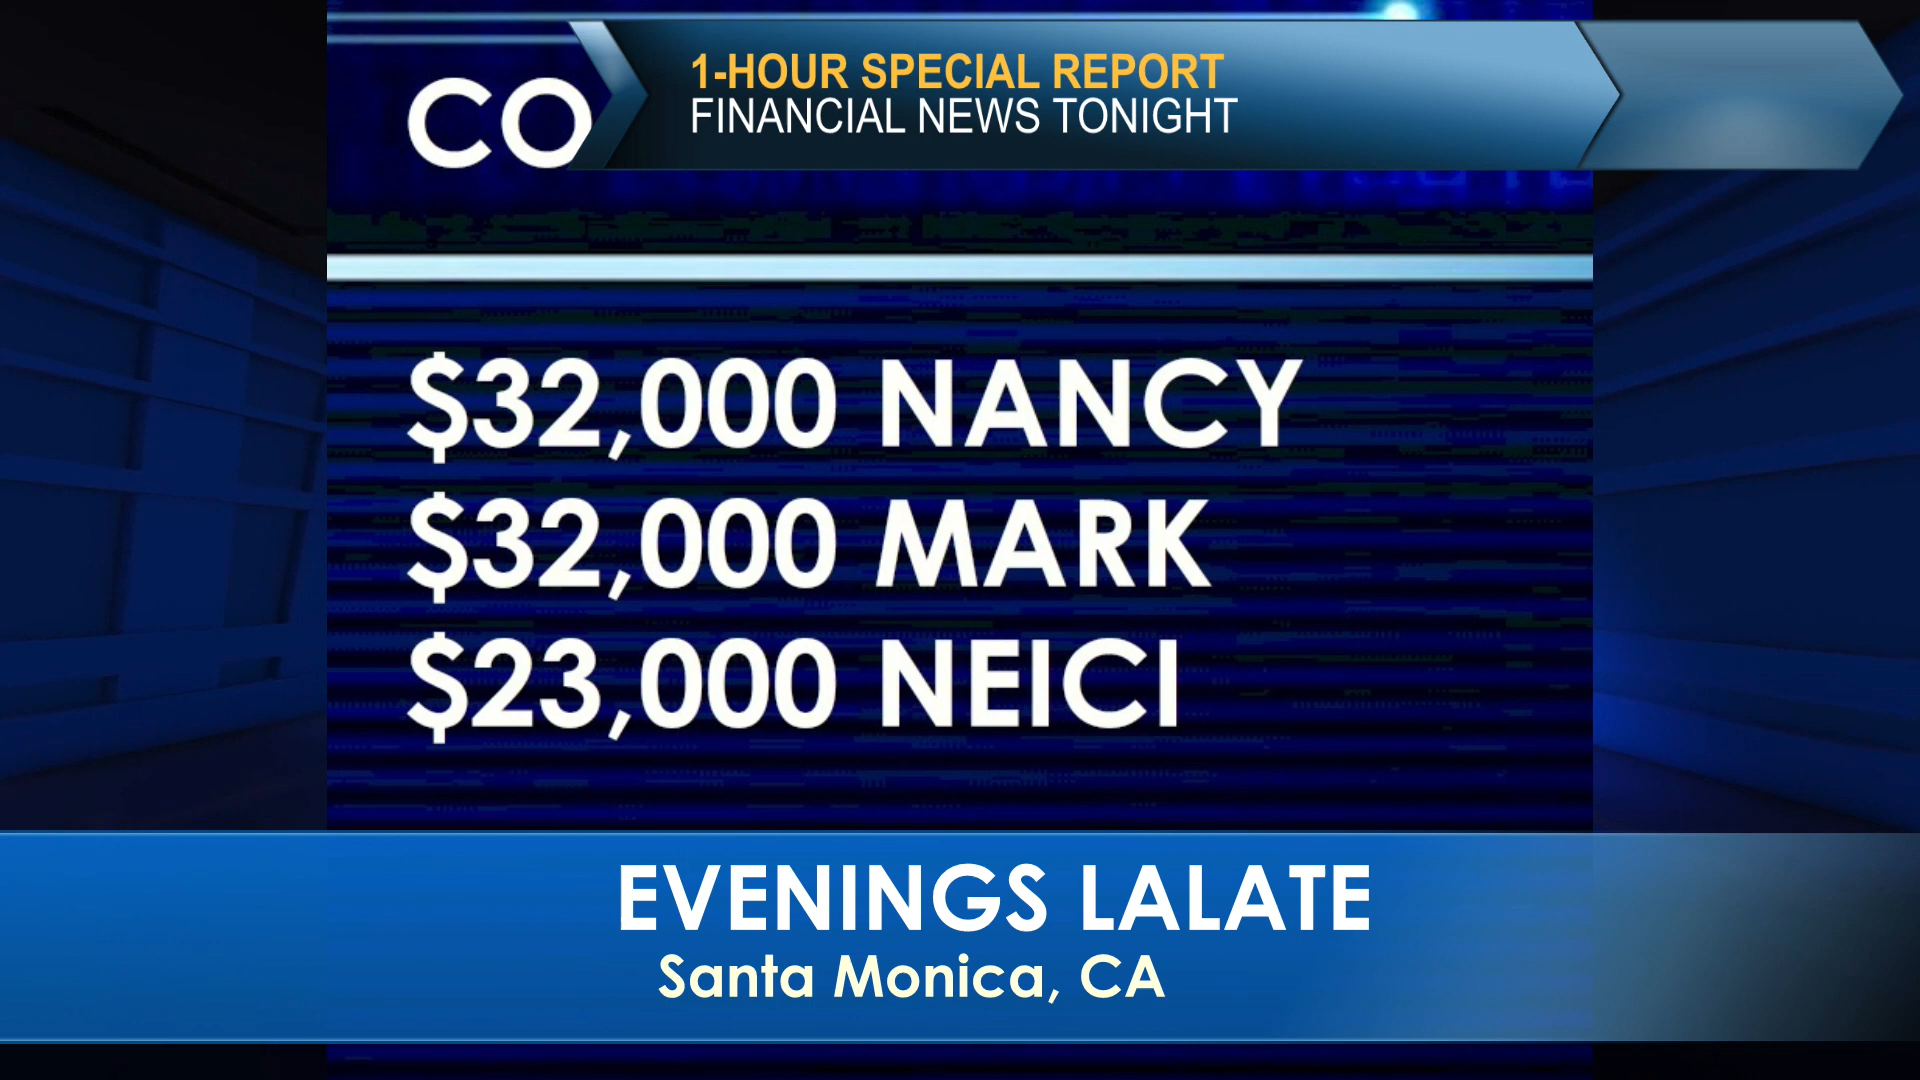 1-HOUR SPECIAL REPORT
FINANCIAL NEWS TONIGHT
CO
$32,000 NANCY
$32,000 MARK
$23,000 NEICI
EVENINGS LALATE
Santa Monica, CA